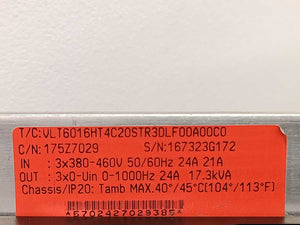 T/C:VLT6016HT4C20STR3DLF00A00C0
C/N:175Z7029 S/N:167323G172
IN : 3x380-460V 50/60Hz 24A 21A
OUT : 3x0-Uin 0-1000Hz 24A 17.3kVA
Chassis/IP20: Tamb MAX.40°/45°C(104°/113°F)
*5702427029385*